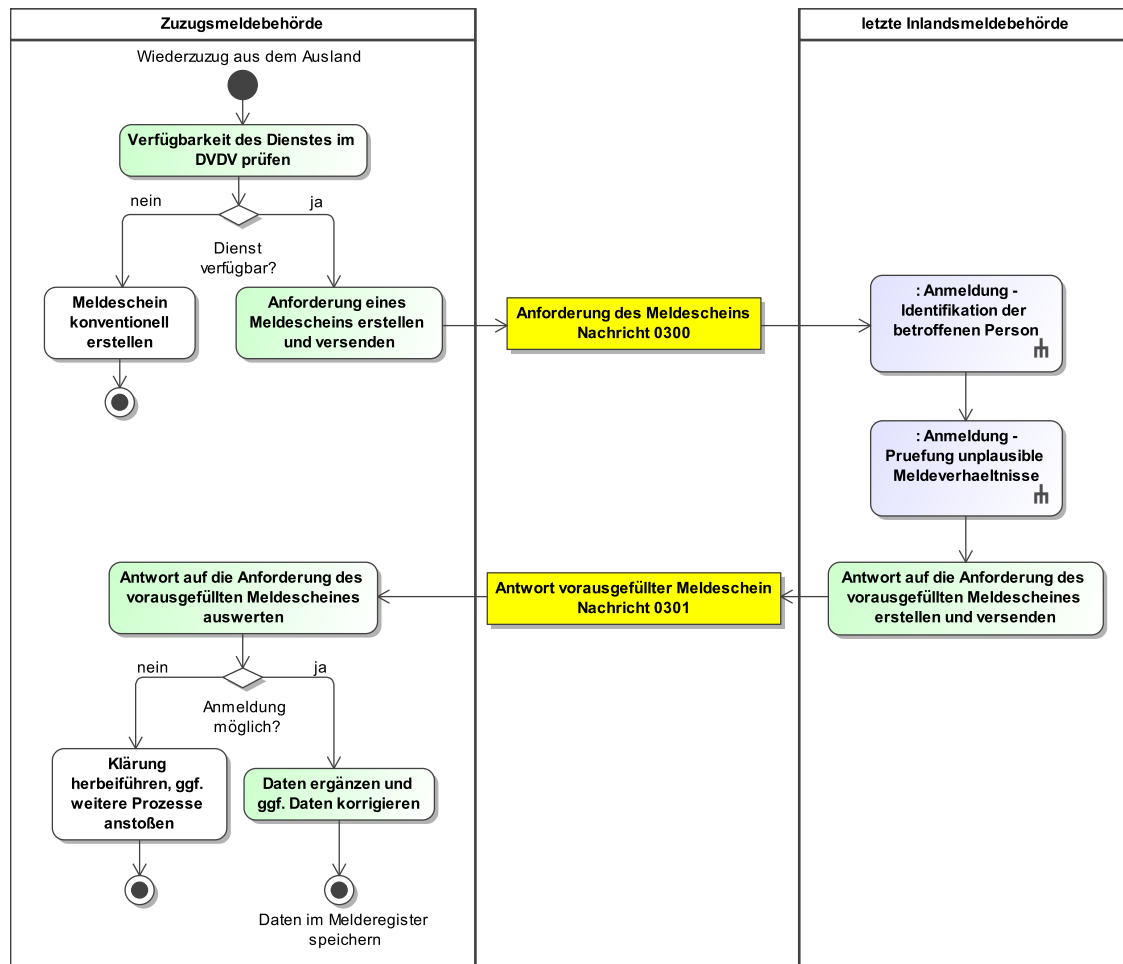 Zuzugsmeldebehörde
letzte Inlandsmeldebehörde
Wiederzuzug aus dem Ausland
Verfügbarkeit des Dienstes im
DVDV prüfen
nein
ja
Dienst
verfügbar?
Meldeschein
konventionell
erstellen
Anforderung eines
Meldescheins erstellen
und versenden
Anforderung des Meldescheins
Nachricht 0300
: Anmeldung -
Identifikation der
betroffenen Person
: Anmeldung -
Pruefung unplausible
Meldeverhaeltnisse
Antwort auf die Anforderung des
vorausgefüllten Meldescheines
erstellen und versenden
Antwort vorausgefüllter Meldeschein
Nachricht 0301
Antwort auf die Anforderung des
vorausgefüllten Meldescheines
auswerten
nein
ja
Anmeldung
möglich?
Klärung
herbeiführen, ggf.
weitere Prozesse
anstoßen
Daten ergänzen und
ggf. Daten korrigieren
Daten im Melderegister
speichern